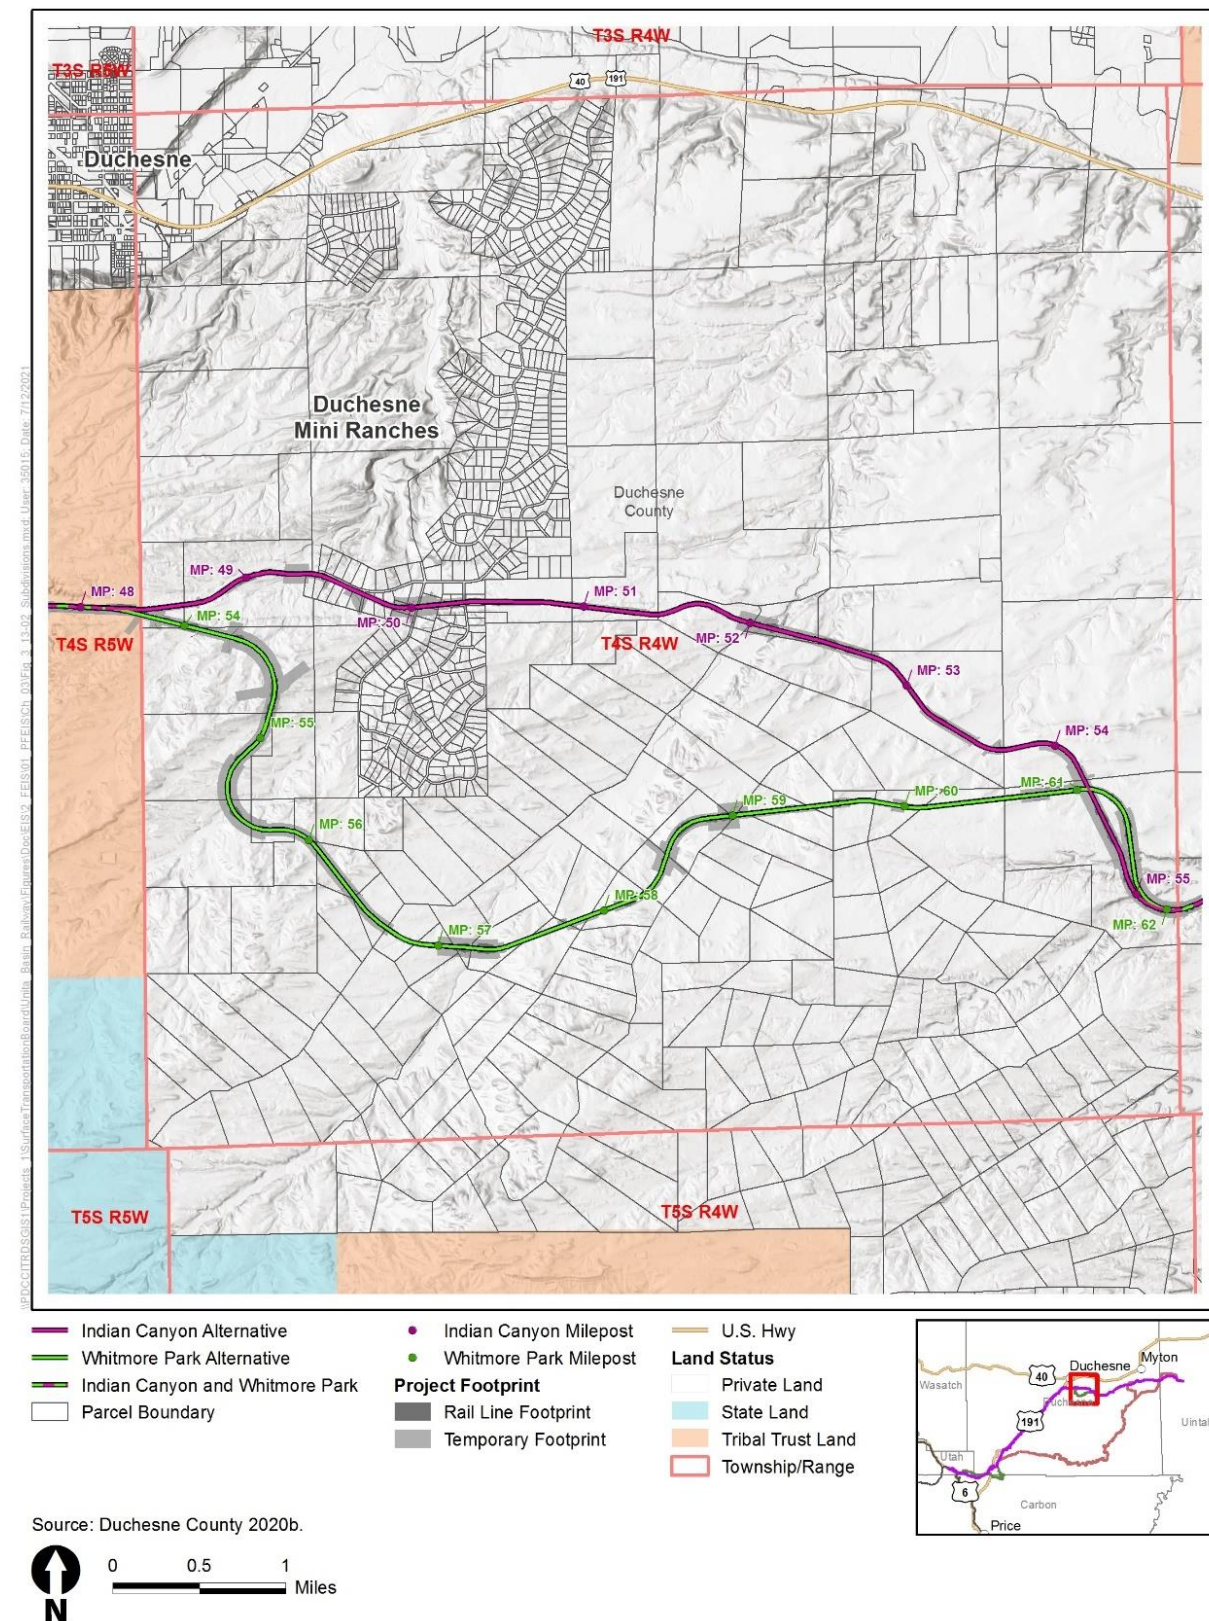 T3S R4W
T3S R5W
40
191
Duchesne
Duchesne
Mini Ranches
Duchesne
County
MP: 49
MP: 48
MP: 51
MP: 54
MP: 50
MP: 52
T4S R5W
T4S R4W
MP: 53
MP: 55
MP: 54
MP: 59
MP: 60
MP: 61
MP: 56
MP: 55
MP: 58
MP: 57
MP: 62
T5S R5W
T5S R4W
Indian Canyon Alternative
Whitmore Park Alternative
Indian Canyon and Whitmore Park
Parcel Boundary
Indian Canyon Milepost
Whitmore Park Milepost
Project Footprint
Rail Line Footprint
Temporary Footprint
U.S. Hwy
Land Status
Private Land
State Land
Tribal Trust Land
Township/Range
Duchesne
Myton
40
Wasatch
Duchesne
191
Uintah
Utah
6
Carbon
Price
Source: Duchesne County 2020b.
0 0.5 1
Miles
N